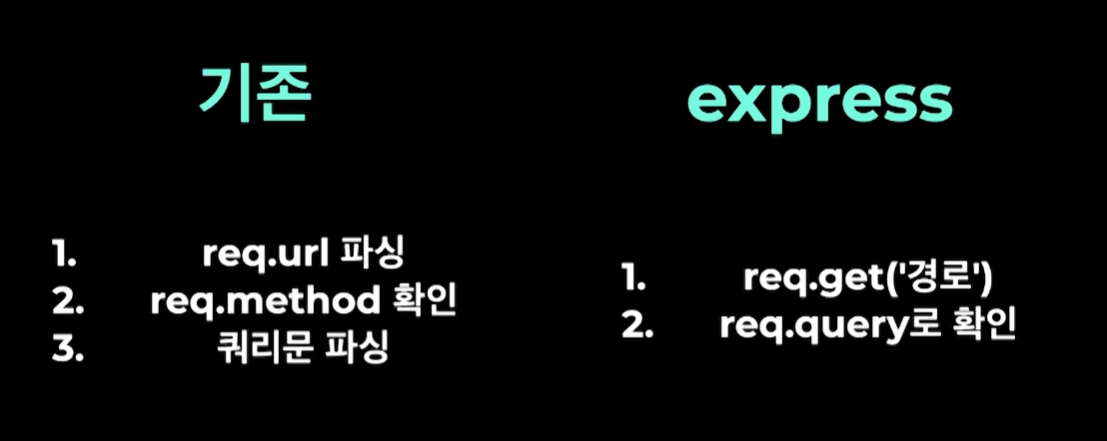 기존
1. req.url 파싱
2. req.method 확인
3. 쿼리문 파싱
express
1. req.get('경로')
2. req.query로 확인